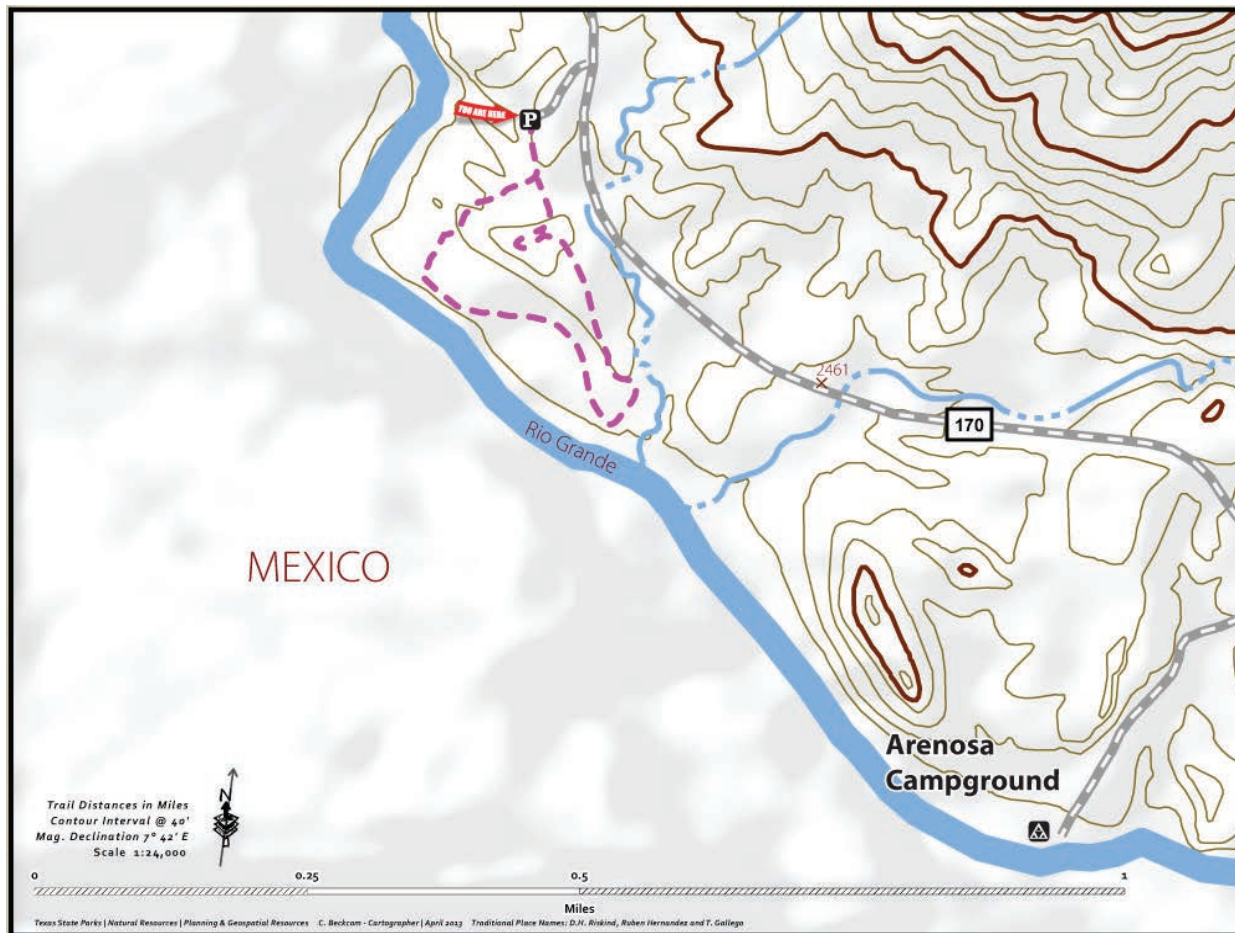 YOU ARE HERE
P
2461
170
Rio Grande
MEXICO
Arenosa
Campground
N
Trail Distances in Miles
Contour Interval @ 40'
Mag. Declination 7° 42' E
Scale 1:24,000
0 0.25 0.5 1
Miles
Texas State Parks | Natural Resources | Planning & Geospatial Resources C. Beckcom - Cartographer | April 2013 Traditional Place Names: D.H. Riskind, Ruben Hernandez and T. Gallego